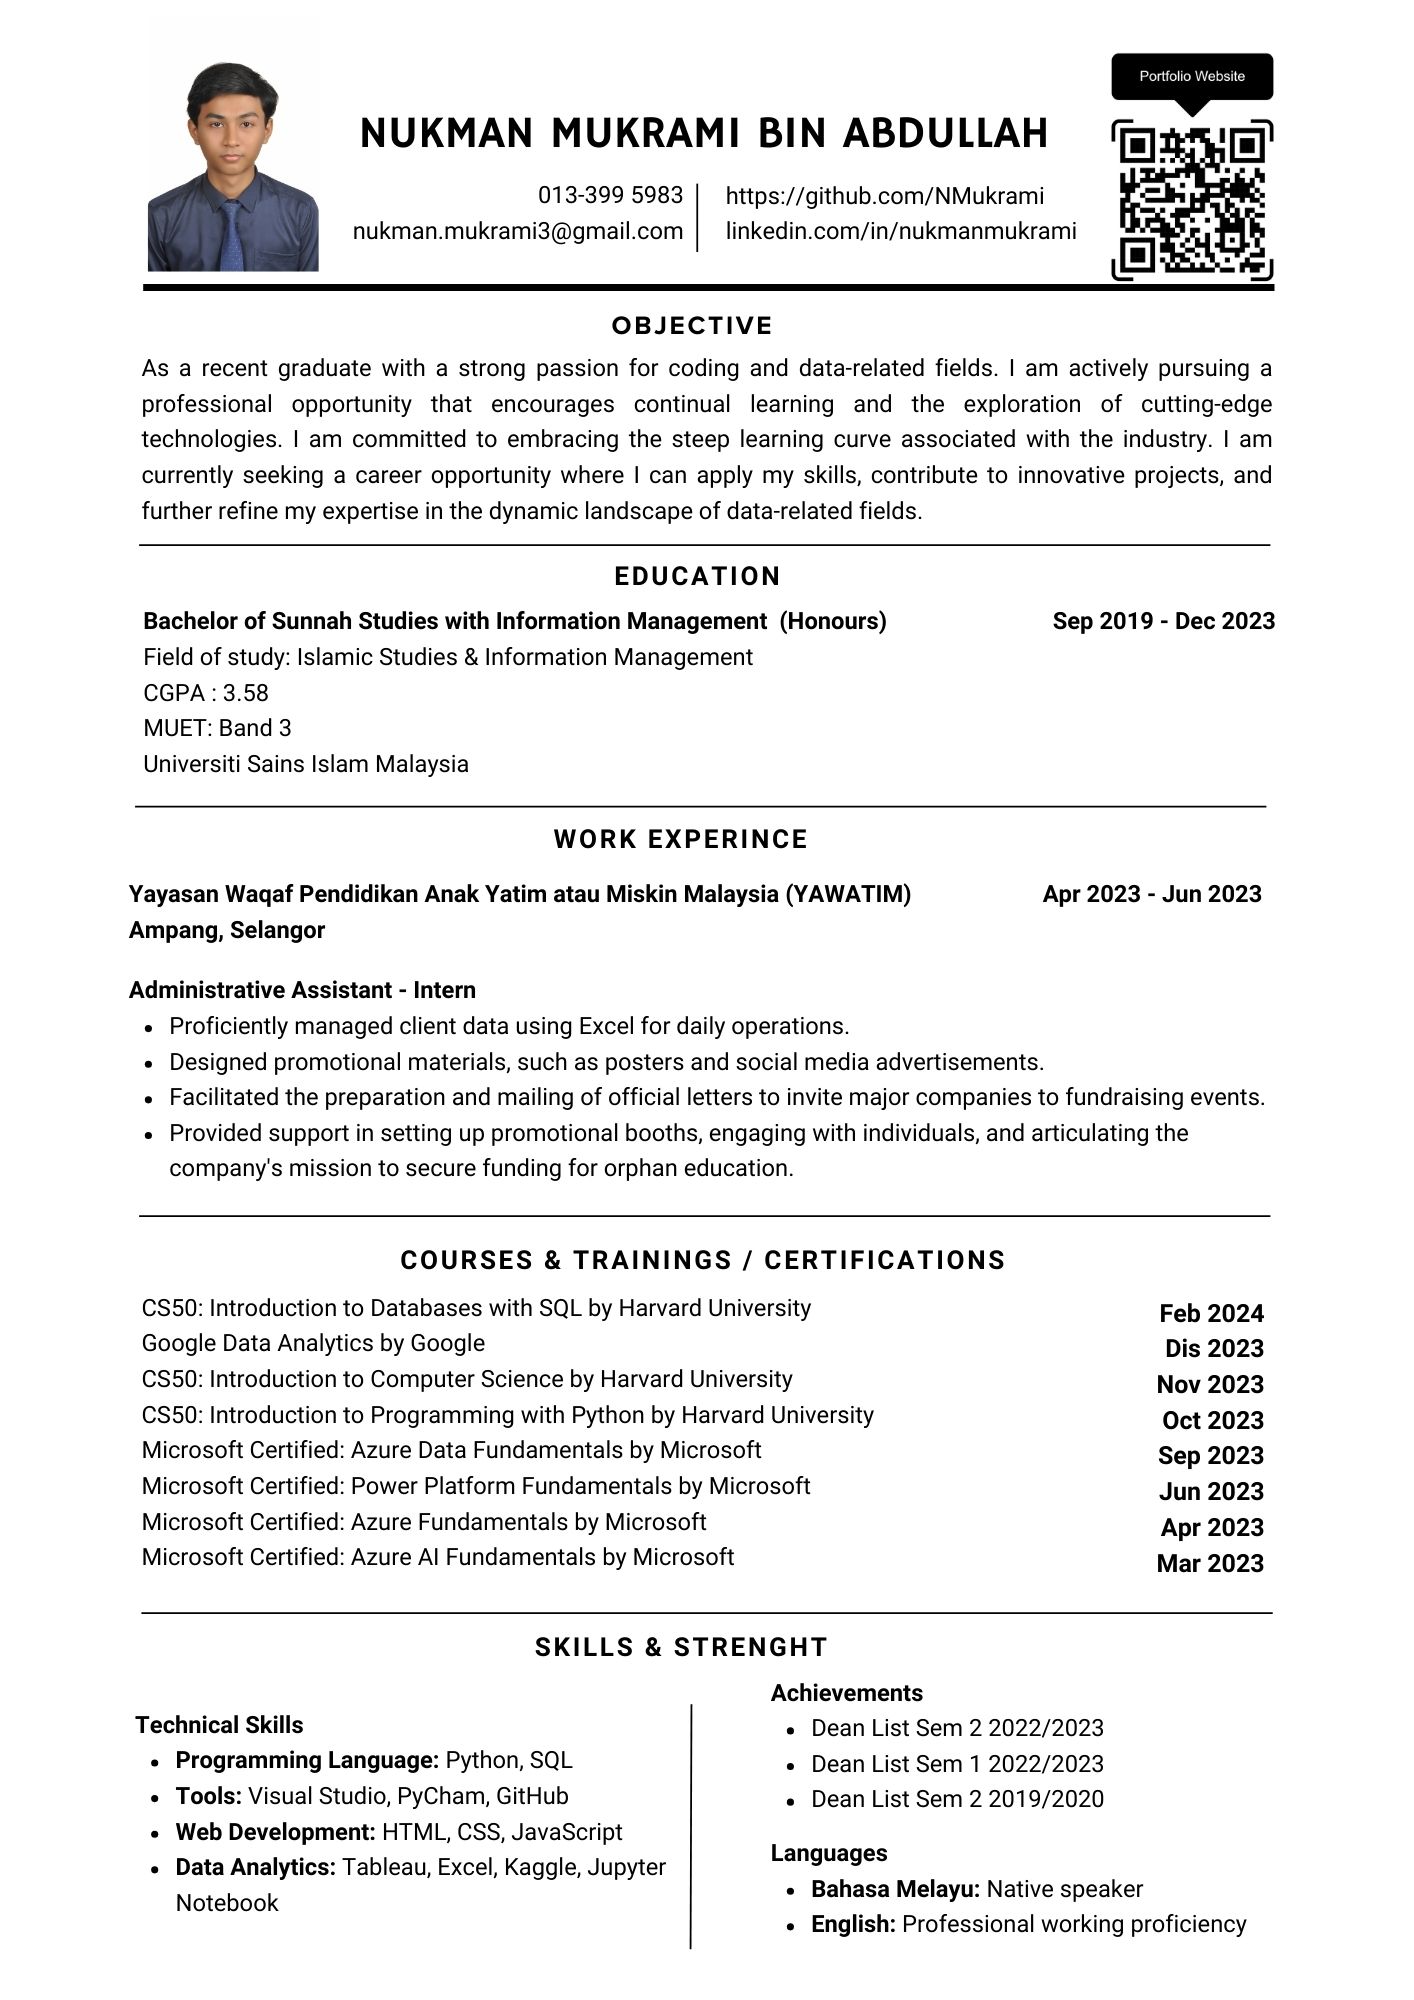 Portfolio Website
NUKMAN MUKRAMI BIN ABDULLAH
013-399 5983
nukman.mukrami3@gmail.com
https://github.com/NMukrami
linkedin.com/in/nukmanmukrami
OBJECTIVE
As a recent graduate with a strong passion for coding and data-related fields. I am actively pursuing a
professional opportunity that encourages continual learning and the exploration of cutting-edge
technologies. I am committed to embracing the steep learning curve associated with the industry. I am
currently seeking a career opportunity where I can apply my skills, contribute to innovative projects, and
further refine my expertise in the dynamic landscape of data-related fields.
EDUCATION
Bachelor of Sunnah Studies with Information Management (Honours) Sep 2019 - Dec 2023
Field of study: Islamic Studies & Information Management
CGPA : 3.58
MUET: Band 3
Universiti Sains Islam Malaysia
WORK EXPERINCE
Yayasan Waqaf Pendidikan Anak Yatim atau Miskin Malaysia (YAWATIM) Apr 2023 - Jun 2023
Ampang, Selangor
Administrative Assistant - Intern
• Proficiently managed client data using Excel for daily operations.
• Designed promotional materials, such as posters and social media advertisements.
• Facilitated the preparation and mailing of official letters to invite major companies to fundraising events.
• Provided support in setting up promotional booths, engaging with individuals, and articulating the
company's mission to secure funding for orphan education.
COURSES & TRAININGS / CERTIFICATIONS
CS50: Introduction to Databases with SQL by Harvard University Feb 2024
Google Data Analytics by Google Dis 2023
CS50: Introduction to Computer Science by Harvard University Nov 2023
CS50: Introduction to Programming with Python by Harvard University Oct 2023
Microsoft Certified: Azure Data Fundamentals by Microsoft Sep 2023
Microsoft Certified: Power Platform Fundamentals by Microsoft Jun 2023
Microsoft Certified: Azure Fundamentals by Microsoft Apr 2023
Microsoft Certified: Azure AI Fundamentals by Microsoft Mar 2023
SKILLS & STRENGHT
Technical Skills
• Programming Language: Python, SQL
• Tools: Visual Studio, PyCham, GitHub
• Web Development: HTML, CSS, JavaScript
• Data Analytics: Tableau, Excel, Kaggle, Jupyter
Notebook
Achievements
• Dean List Sem 2 2022/2023
• Dean List Sem 1 2022/2023
• Dean List Sem 2 2019/2020
Languages
• Bahasa Melayu: Native speaker
• English: Professional working proficiency